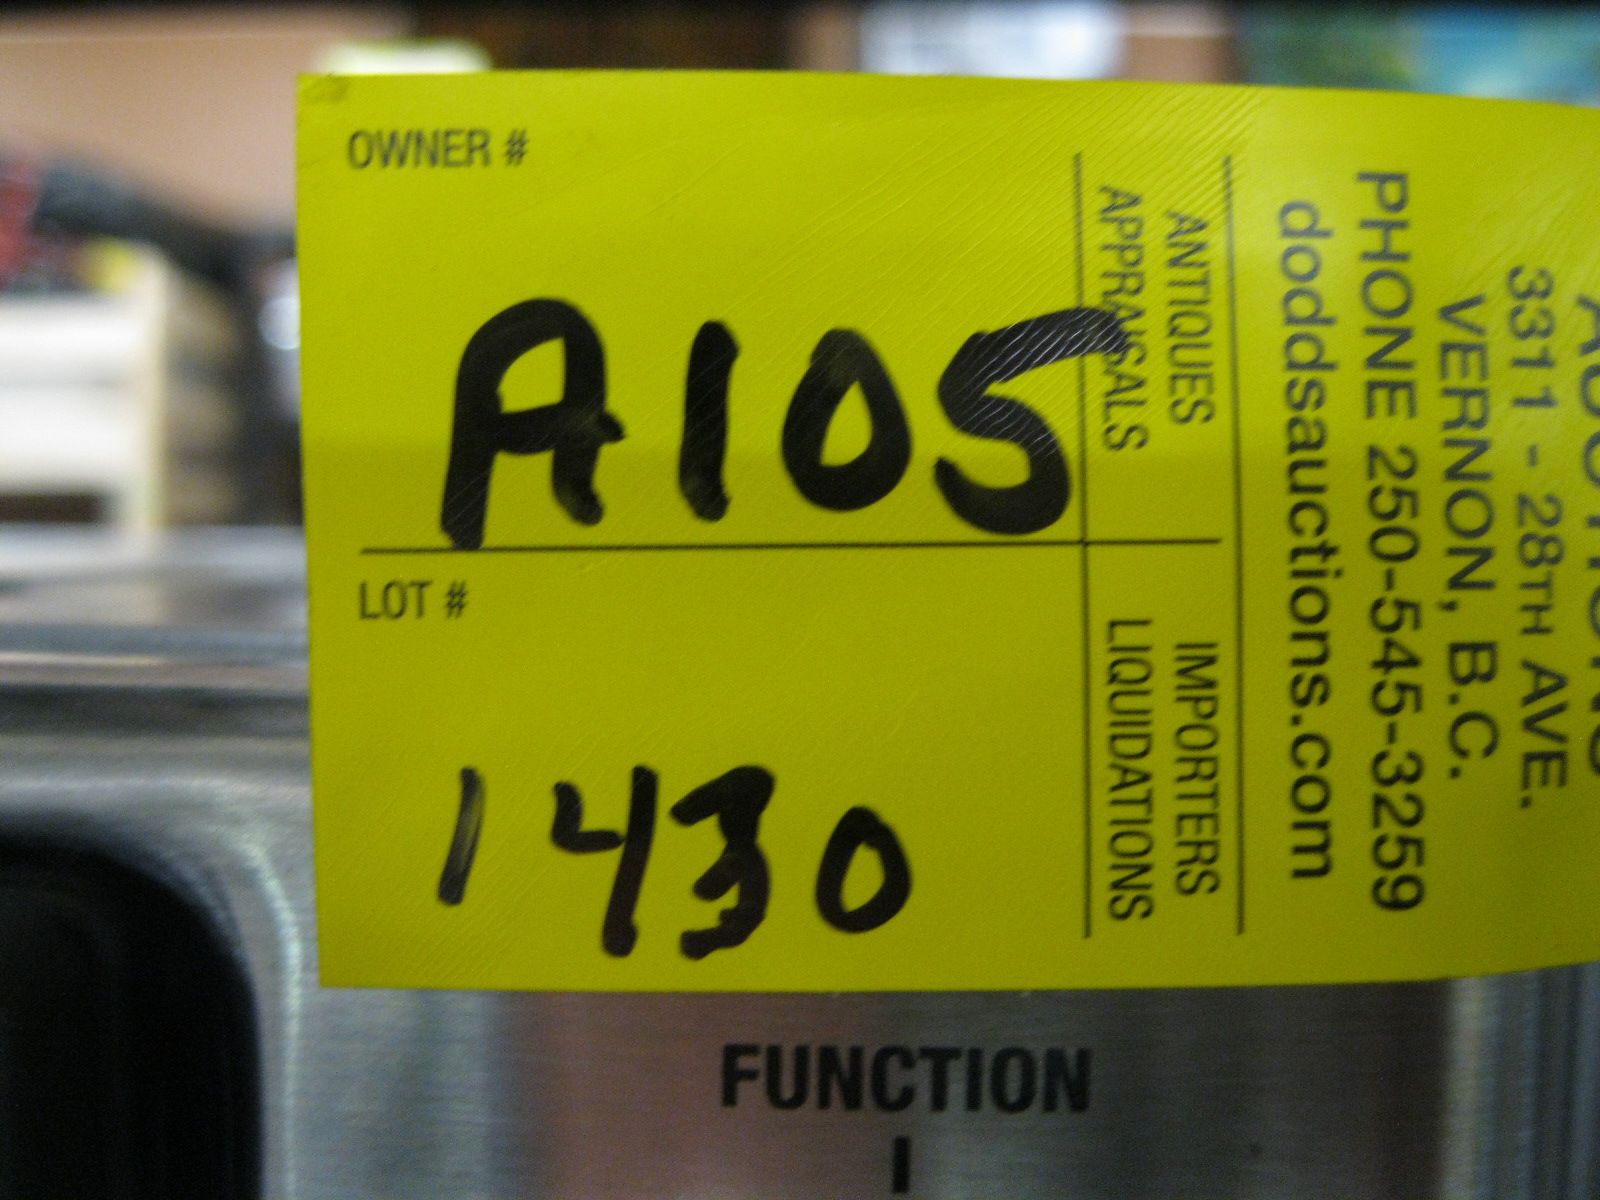 OWNER #
A105
LOT #
1430
ANTIQUES
APPRAISALS
IMPORTERS
LIQUIDATIONS
3311 - 28TH AVE.
VERNON, B.C.
PHONE 250-545-3259
doddsauctions.com
FUNCTION